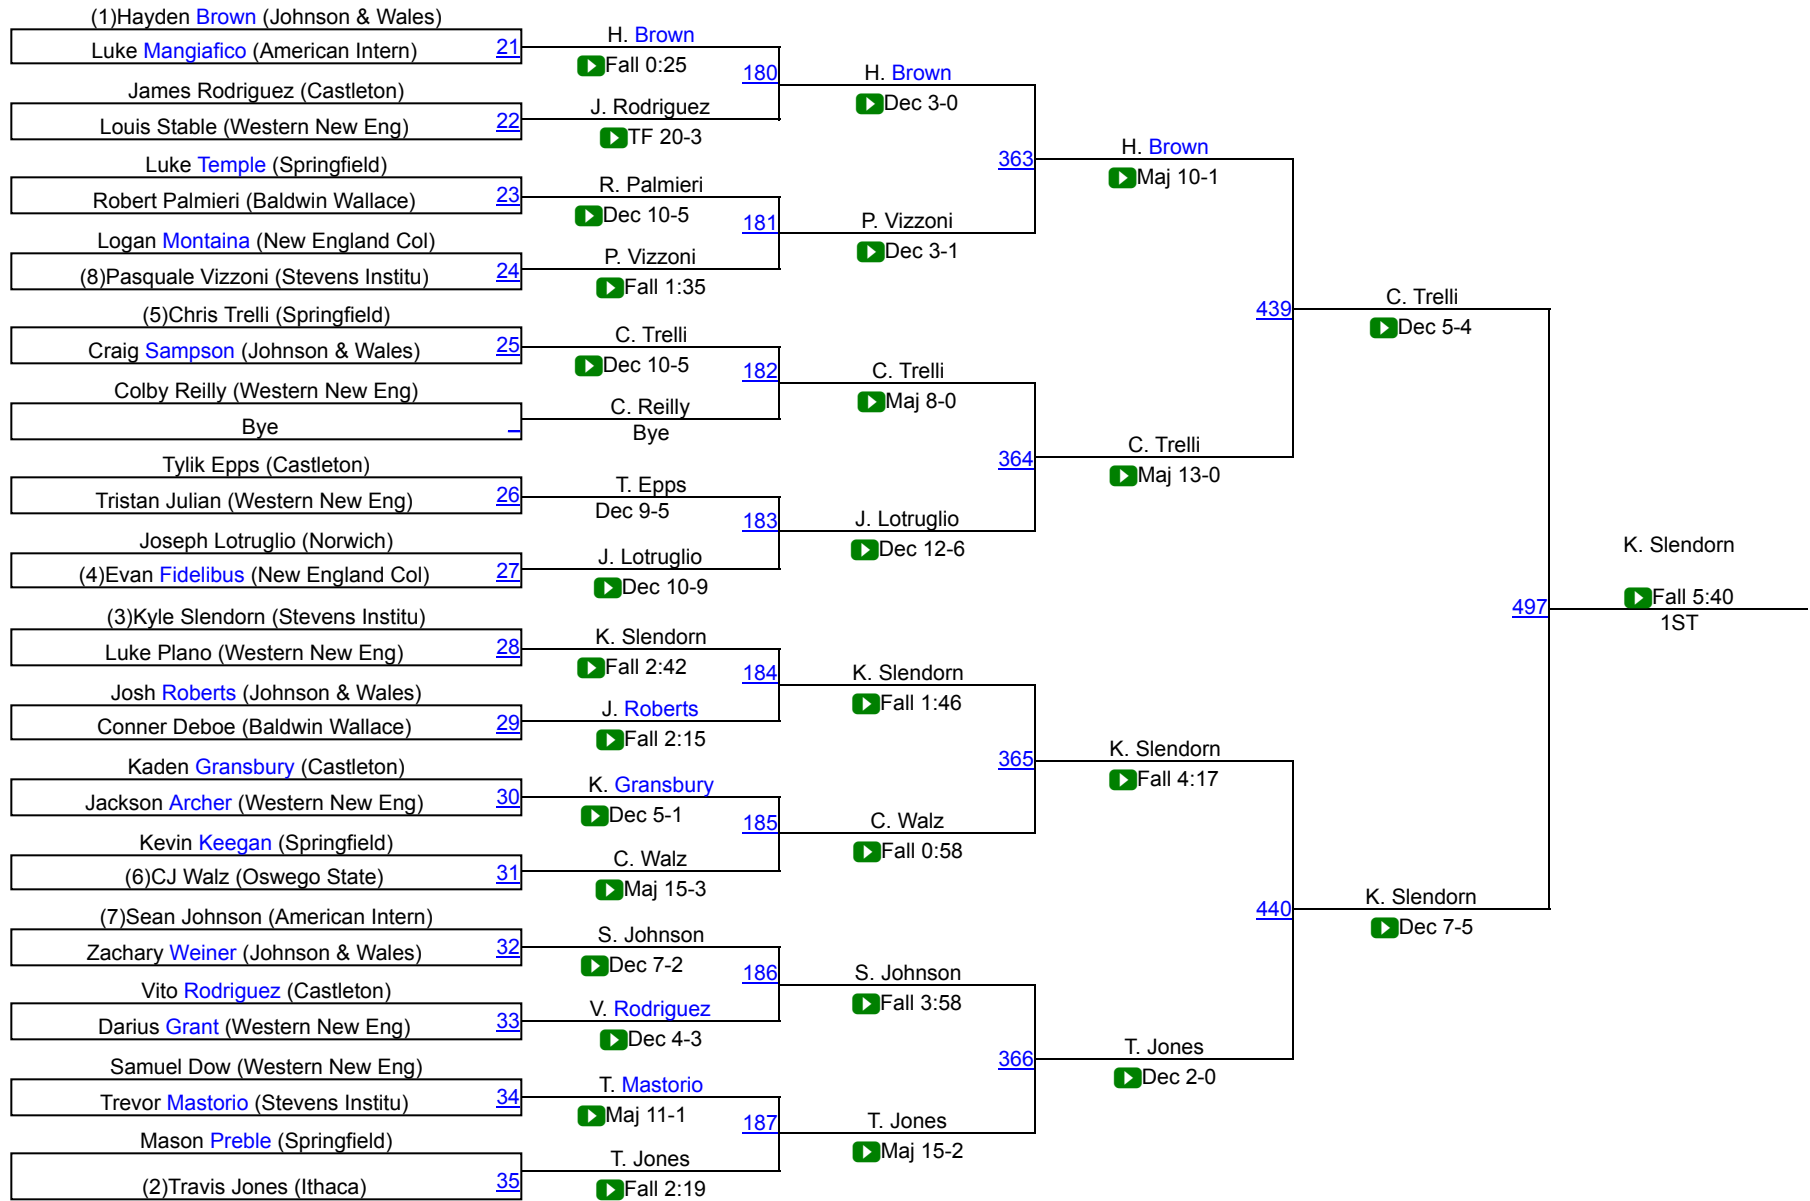 (1)Hayden Brown (Johnson & Wales)
Luke Mangiafico (American Intern) 21
James Rodriguez (Castleton)
Louis Stable (Western New Eng) 22
Luke Temple (Springfield)
Robert Palmieri (Baldwin Wallace) 23
Logan Montaina (New England Col)
(8)Pasquale Vizzoni (Stevens Institu) 24
(5)Chris Trelli (Springfield)
Craig Sampson (Johnson & Wales) 25
Colby Reilly (Western New Eng)
Bye
Tylik Epps (Castleton)
Tristan Julian (Western New Eng) 26
Joseph Lotruglio (Norwich)
(4)Evan Fidelibus (New England Col) 27
(3)Kyle Slendorn (Stevens Institu)
Luke Plano (Western New Eng) 28
Josh Roberts (Johnson & Wales)
Conner Deboe (Baldwin Wallace) 29
Kaden Gransbury (Castleton)
Jackson Archer (Western New Eng) 30
Kevin Keegan (Springfield)
(6)CJ Walz (Oswego State) 31
(7)Sean Johnson (American Intern)
Zachary Weiner (Johnson & Wales) 32
Vito Rodriguez (Castleton)
Darius Grant (Western New Eng) 33
Samuel Dow (Western New Eng)
Trevor Mastorio (Stevens Institu) 34
Mason Preble (Springfield)
(2)Travis Jones (Ithaca) 35
H. Brown
Fall 0:25
180
J. Rodriguez
TF 20-3
R. Palmieri
Dec 10-5
181
P. Vizzoni
Fall 1:35
C. Trelli
Dec 10-5
182
C. Reilly
Bye
T. Epps
Dec 9-5
183
J. Lotruglio
Dec 10-9
K. Slendorn
Fall 2:42
184
J. Roberts
Fall 2:15
K. Gransbury
Dec 5-1
185
C. Walz
Maj 15-3
S. Johnson
Dec 7-2
186
V. Rodriguez
Dec 4-3
T. Mastorio
Maj 11-1
187
T. Jones
Fall 2:19
H. Brown
Dec 3-0
363
P. Vizzoni
Dec 3-1
C. Trelli
Maj 8-0
364
J. Lotruglio
Dec 12-6
K. Slendorn
Fall 1:46
365
C. Walz
Fall 0:58
S. Johnson
Fall 3:58
366
T. Jones
Maj 15-2
H. Brown
Maj 10-1
439
C. Trelli
Maj 13-0
K. Slendorn
Fall 4:17
440
T. Jones
Dec 2-0
C. Trelli
Dec 5-4
497
K. Slendorn
Dec 7-5
K. Slendorn
Fall 5:40
1ST